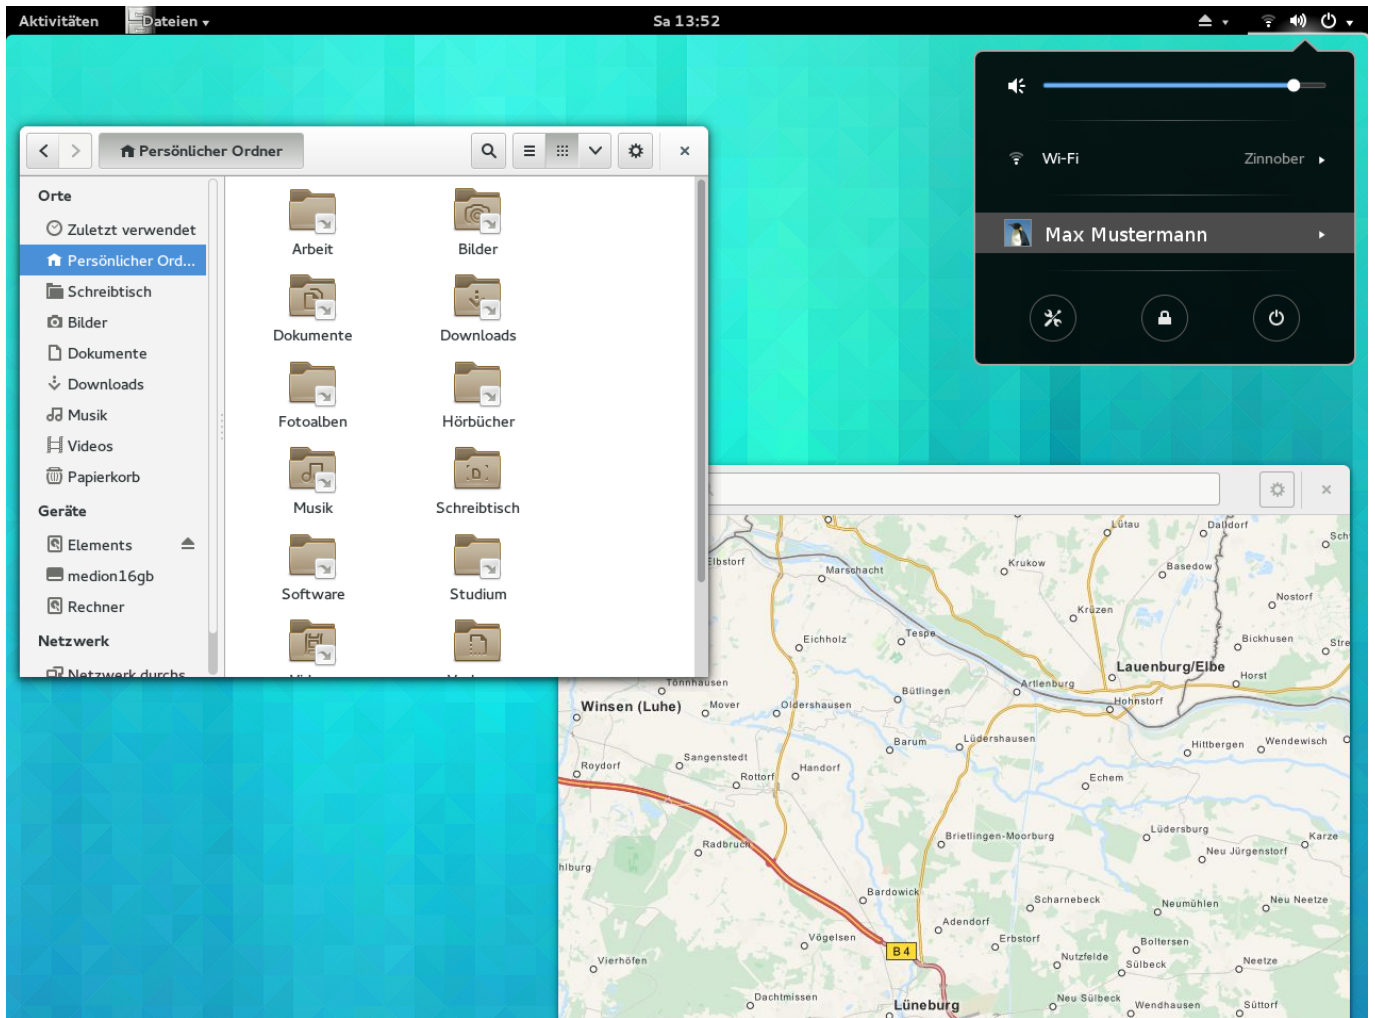 Aktivitäten
Dateien
Sa 13:52
Wi-Fi Zinnober
Max Mustermann
Persönlicher Ordner
Orte
Zuletzt verwendet
Persönlicher Ord...
Schreibtisch
Bilder
Dokumente
Downloads
Musik
Videos
Papierkorb
Geräte
Elements
medion16gb
Rechner
Netzwerk
Netzwerk durchs
Arbeit
Bilder
Dokumente
Downloads
Fotoalben
Hörbücher
Musik
Schreibtisch
D
Software
Studium
Lütau
Dalldorf
Sch
Elbstorf
Marschacht
Krukow
Basedow
Nostorf
Krüzen
Eichholz
Tespe
Bickhusen
Stre
Lauenburg/Elbe
Horst
Tönnhausen
Bütlingen
Artlenburg
Hohnstorf
Winsen (Luhe)
Mover
Oldershausen
Barum
Lüdershausen
Hittbergen
Wendewisch
Sangenstedt
Roydorf
Rottorf
Handorf
Echem
Brietlingen-Moorburg
Lüdersburg
Karze
Radbruch
Neu Jürgenstorf
hlburg
Bardowick
Scharnebeck
Neumühlen
Neu Neetze
Adendorf
Vögelsen
Erbstorf
Boltersen
B 4
Vierhöfen
Nutzfelde
Sülbeck
Neetze
Dachtmissen
Lüneburg
Neu Sülbeck
Wendhausen
Süttorf